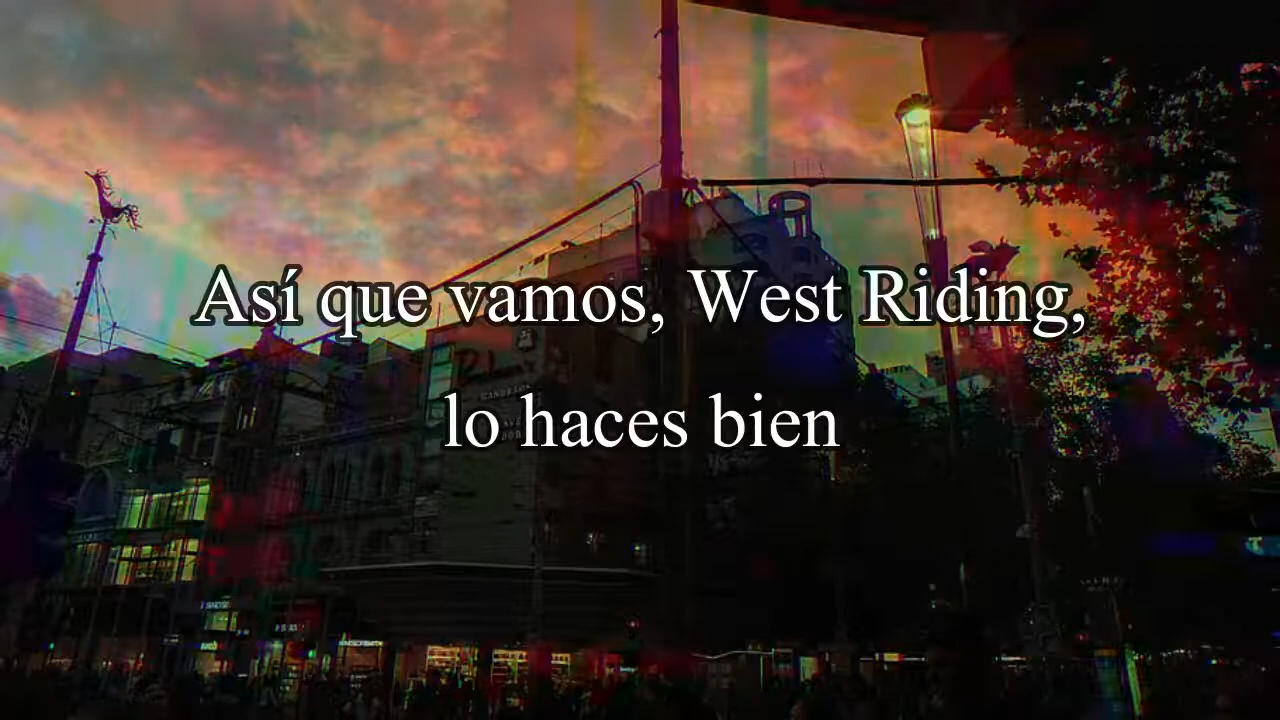 Así que vamos, West Riding,
lo haces bien